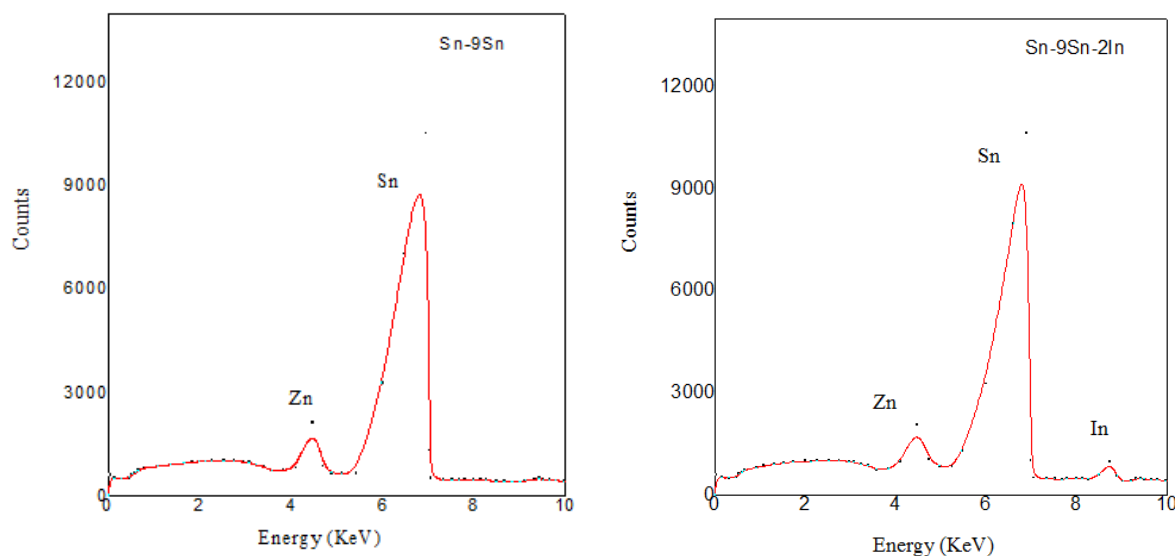 Sn-9Sn
12000
9000
6000
3000
0
Counts
Sn
Zn
0 2 4 6 8 10
Energy (KeV)
Sn-9Sn-2In
12000
9000
6000
3000
0
Counts
Sn
Zn
In
0 2 4 6 8 10
Energy (KeV)